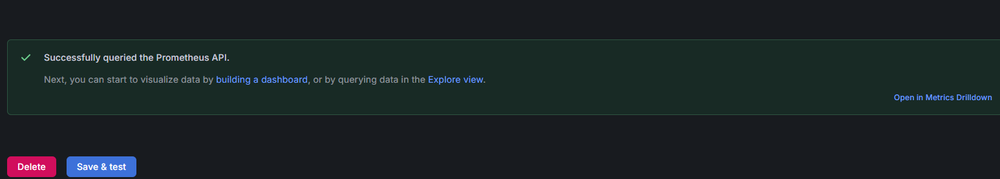 Successfully queried the Prometheus API.
Next, you can start to visualize data by building a dashboard, or by querying data in the Explore view.
Open in Metrics Drilldown
Delete Save & test